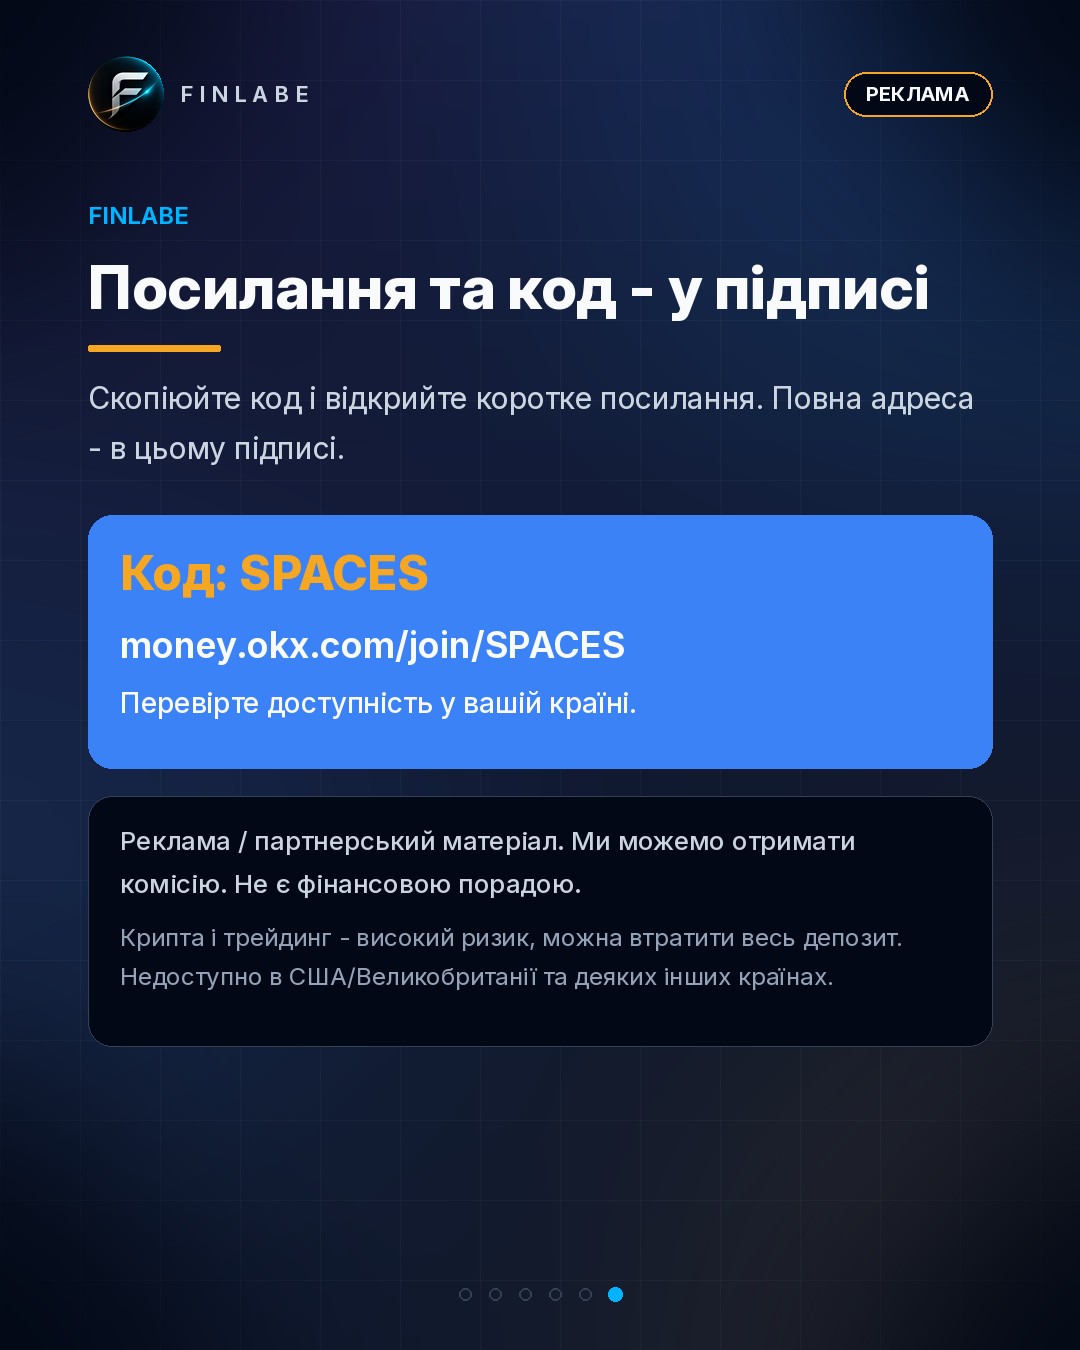 FINLABE
РЕКЛАМА
FINLABE
Посилання та код - у підписі
Скопіюйте код і відкрийте коротке посилання. Повна адреса
- в цьому підписі.
Код: SPACES
money.okx.com/join/SPACES
Перевірте доступність у вашій країні.
Реклама / партнерський матеріал. Ми можемо отримати
комісію. Не є фінансовою порадою.
Крипта і трейдинг - високий ризик, можна втратити весь депозит.
Недоступно в США/Великобританії та деяких інших країнах.